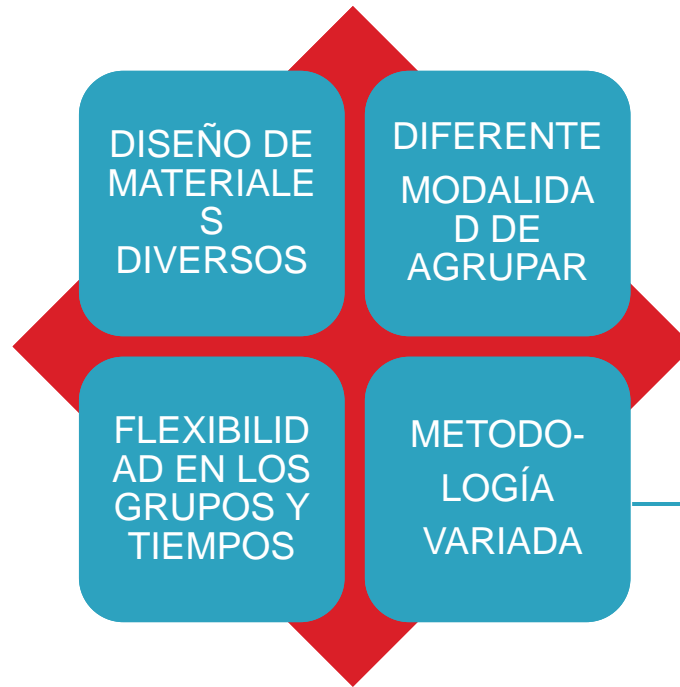 DISEÑO DE
MATERIALE
S
DIVERSOS
DIFERENTE
MODALIDA
D DE
AGRUPAR
FLEXIBILID
AD EN LOS
GRUPOS Y
TIEMPOS
METODO-
LOGÍA
VARIADA